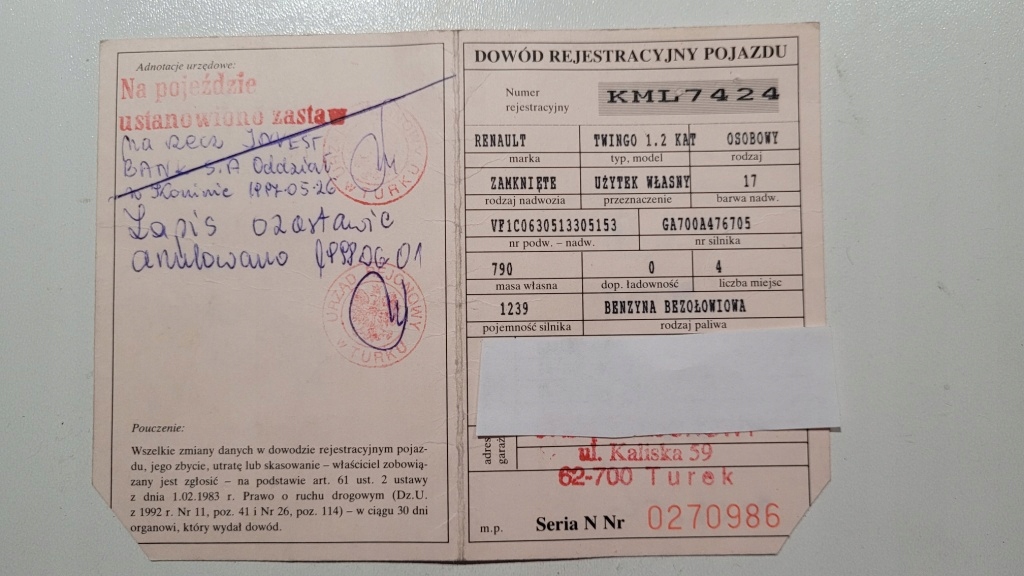 Adnotacje urzędowe:
Na pojeździe
ustanowiono zastaw
na rzecz INVEST
BANK S.A Oddział
w Koninie 1997-05-26
Zapis o zastawie
anulowano 1998.06.01
URZĄD REJONOWY
w TURKU
Pouczenie:
Wszelkie zmiany danych w dowodzie rejestracyjnym pojaz-
du, jego zbycie, utratę lub skasowanie – właściciel zobowią-
zany jest zgłosić – na podstawie art. 61 ust. 2 ustawy
z dnia 1.02.1983 r. Prawo o ruchu drogowym (Dz.U.
z 1992 r. Nr 11, poz. 41 i Nr 26, poz. 114) – w ciągu 30 dni
organowi, który wydał dowód.
DOWÓD REJESTRACYJNY POJAZDU
Numer
rejestracyjny
KML7424
RENAULT TWINGO 1.2 KAT OSOBOWY
marka typ, model rodzaj
ZAMKNIĘTE UŻYTEK WŁASNY 17
rodzaj nadwozia przeznaczenie barwa nadw.
VF1C0630513305153 GA700A476705
nr podw. – nadw. nr silnika
790 0 4
masa własna dop. ładowność liczba miejsc
1239 BENZYNA BEZOŁOWIOWA
pojemność silnika rodzaj paliwa
adres
garaż
ul. Kaliska 59
62-700 Turek
m.p. Seria N Nr 0270986